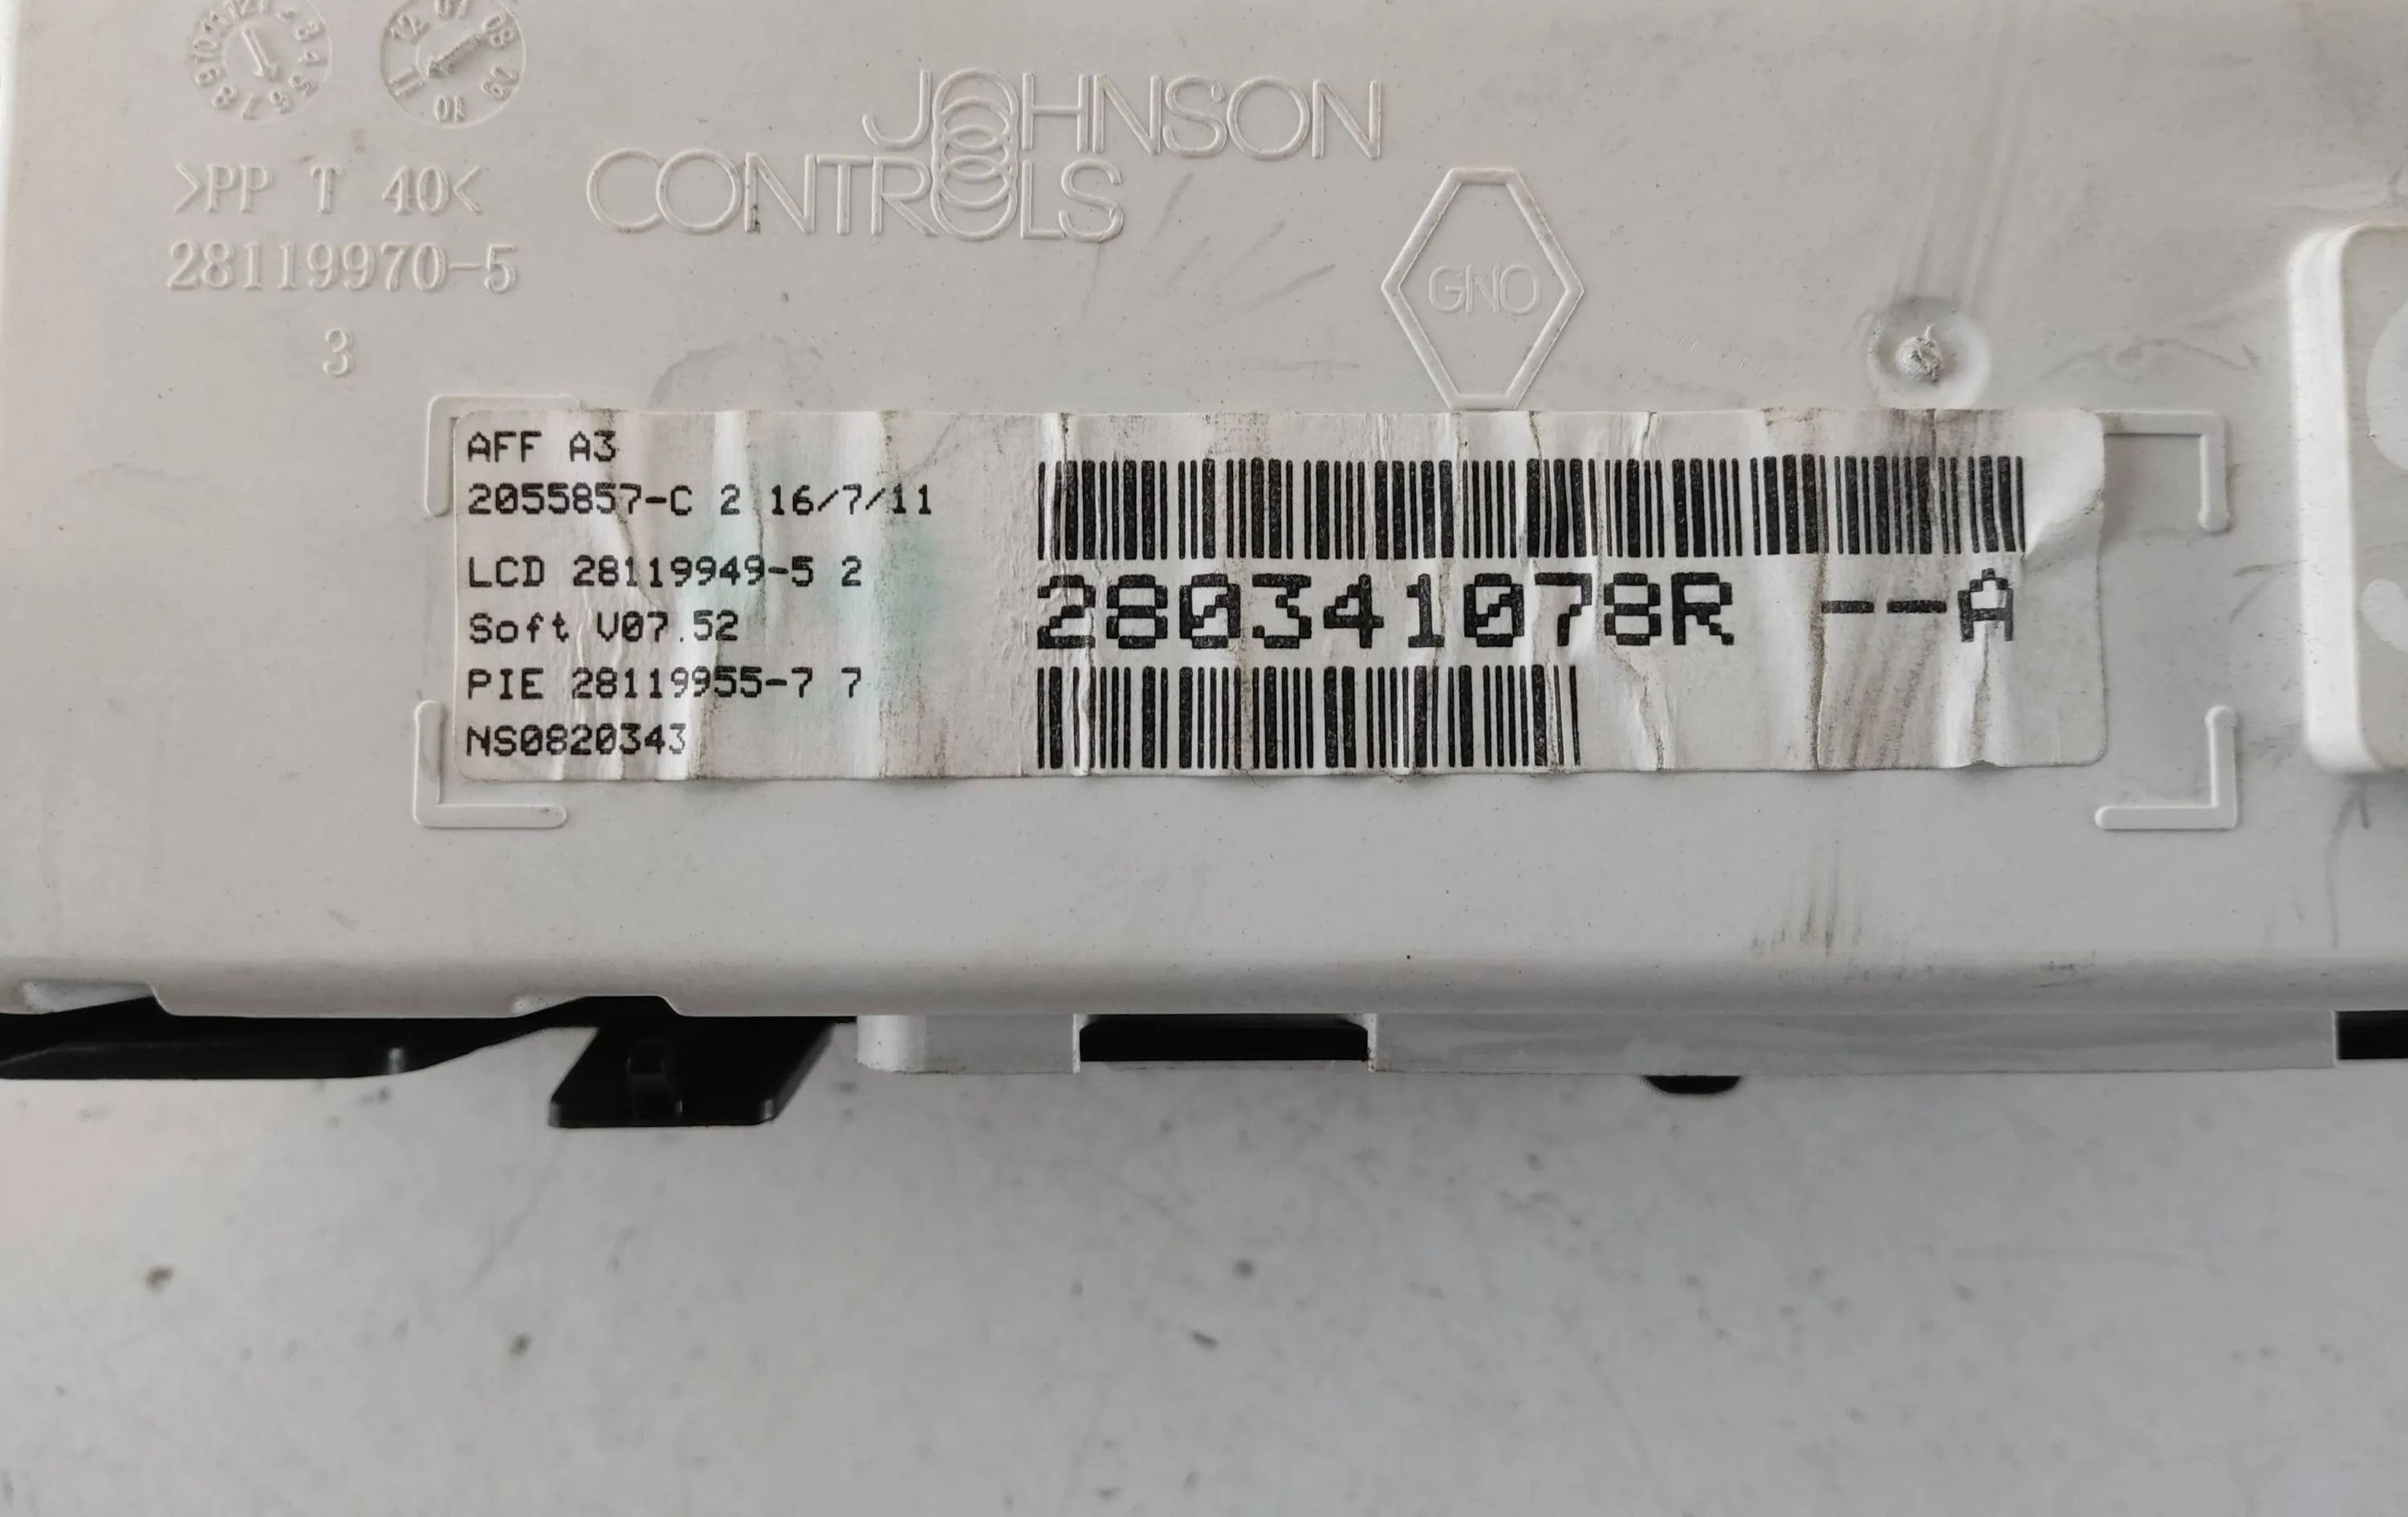 >PP T 40<
28119970-5
3
JOHNSON
CONTROLS
GNO
AFF A3
2055857-C 2 16/7/11
LCD 28119949-5 2
Soft V07.52
PIE 28119955-7 7
NS0820343
280341078R --A